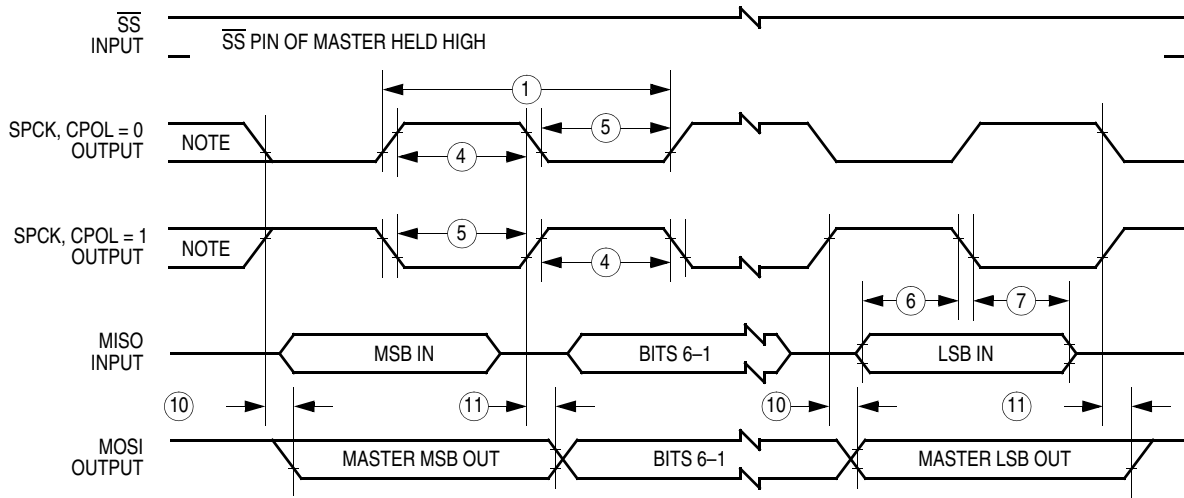 SS
INPUT
SS PIN OF MASTER HELD HIGH
1
SPCK, CPOL = 0
OUTPUT
NOTE
4
5
SPCK, CPOL = 1
OUTPUT
NOTE
5
4
6
7
MISO
INPUT
MSB IN
BITS 6–1
LSB IN
10
11
10
11
MOSI
OUTPUT
MASTER MSB OUT
BITS 6–1
MASTER LSB OUT